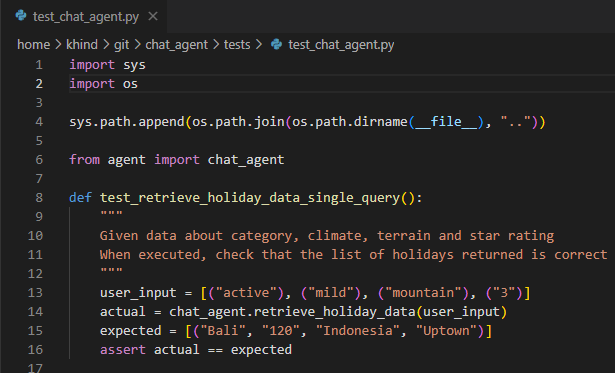 test_chat_agent.py
home > khind > git > chat_agent > tests > test_chat_agent.py
1 import sys
2 import os
3
4 sys.path.append(os.path.join(os.path.dirname(__file__), ".."))
5
6 from agent import chat_agent
7
8 def test_retrieve_holiday_data_single_query():
9     """
10     Given data about category, climate, terrain and star rating
11     When executed, check that the list of holidays returned is correct
12     """
13     user_input = [("active"), ("mild"), ("mountain"), ("3")]
14     actual = chat_agent.retrieve_holiday_data(user_input)
15     expected = [("Bali", "120", "Indonesia", "Uptown")]
16     assert actual == expected
17